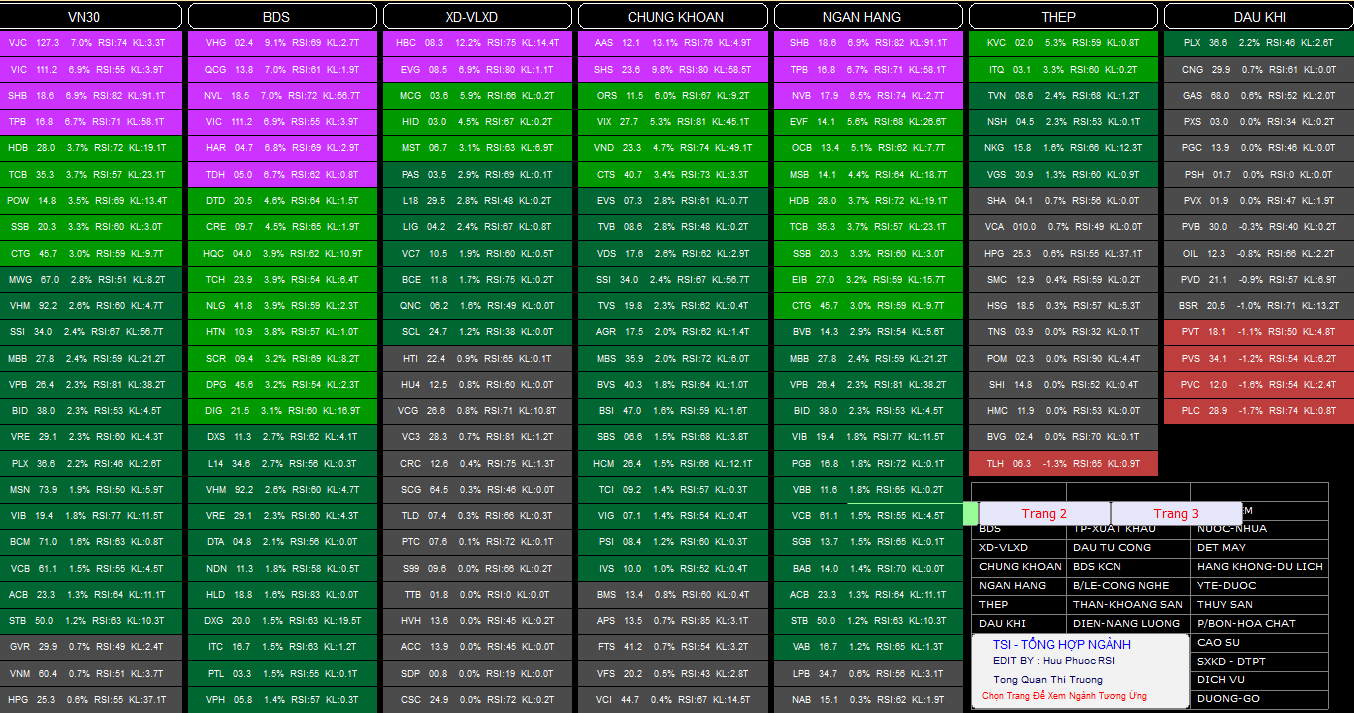 VN30
VJC 127.3 7.0% RSI:74 KL:3.3T
VIC 111.2 6.9% RSI:55 KL:3.9T
SHB 18.6 6.9% RSI:82 KL:91.1T
TPB 16.8 6.7% RSI:71 KL:58.1T
HDB 28.0 3.7% RSI:72 KL:19.1T
TCB 35.3 3.7% RSI:57 KL:23.1T
POW 14.8 3.5% RSI:69 KL:13.4T
SSB 20.3 3.3% RSI:60 KL:3.0T
CTG 45.7 3.0% RSI:59 KL:9.7T
MWG 67.0 2.8% RSI:51 KL:8.2T
VHM 92.2 2.6% RSI:60 KL:4.7T
SSI 34.0 2.4% RSI:67 KL:56.7T
MBB 27.8 2.4% RSI:59 KL:21.2T
VPB 26.4 2.3% RSI:81 KL:38.2T
BID 38.0 2.3% RSI:53 KL:4.5T
VRE 29.1 2.3% RSI:60 KL:4.3T
PLX 36.6 2.2% RSI:46 KL:2.6T
MSN 73.9 1.9% RSI:50 KL:5.9T
VIB 19.4 1.8% RSI:77 KL:11.5T
BCM 71.0 1.6% RSI:63 KL:0.8T
VCB 61.1 1.5% RSI:55 KL:4.5T
ACB 23.3 1.3% RSI:64 KL:11.1T
STB 50.0 1.2% RSI:63 KL:10.3T
GVR 29.9 0.7% RSI:49 KL:2.4T
VNM 60.4 0.7% RSI:51 KL:3.7T
HPG 25.3 0.6% RSI:55 KL:37.1T
BDS
VHG 02.4 9.1% RSI:69 KL:2.7T
QCG 13.8 7.0% RSI:61 KL:1.9T
NVL 18.5 7.0% RSI:72 KL:56.7T
VIC 111.2 6.9% RSI:55 KL:3.9T
HAR 04.7 6.8% RSI:69 KL:2.9T
TDH 05.0 6.7% RSI:62 KL:0.8T
DTD 20.5 4.6% RSI:64 KL:1.5T
CRE 09.7 4.5% RSI:65 KL:1.9T
HQC 04.0 3.9% RSI:62 KL:10.9T
TCH 23.9 3.9% RSI:54 KL:6.4T
NLG 41.8 3.9% RSI:59 KL:2.3T
HTN 10.9 3.8% RSI:57 KL:1.0T
SCR 09.4 3.2% RSI:69 KL:8.2T
DPG 45.6 3.2% RSI:54 KL:2.3T
DIG 21.5 3.1% RSI:60 KL:16.9T
DXS 11.3 2.7% RSI:62 KL:4.1T
L14 34.6 2.7% RSI:56 KL:0.3T
VHM 92.2 2.6% RSI:60 KL:4.7T
VRE 29.1 2.3% RSI:60 KL:4.3T
DTA 04.8 2.1% RSI:56 KL:0.0T
NDN 11.3 1.8% RSI:58 KL:0.5T
HLD 18.8 1.6% RSI:83 KL:0.0T
DXG 20.0 1.5% RSI:63 KL:19.5T
ITC 16.7 1.5% RSI:63 KL:1.2T
PTL 03.3 1.5% RSI:55 KL:0.1T
VPH 05.8 1.4% RSI:57 KL:0.3T
XD-VLXD
HBC 08.3 12.2% RSI:75 KL:14.4T
EVG 08.5 6.9% RSI:80 KL:1.1T
MCG 03.6 5.9% RSI:66 KL:0.2T
HID 03.0 4.5% RSI:67 KL:0.2T
MST 06.7 3.1% RSI:63 KL:6.9T
PAS 03.5 2.9% RSI:69 KL:0.1T
L18 29.5 2.8% RSI:48 KL:0.2T
LIG 04.2 2.4% RSI:67 KL:0.8T
VC7 10.5 1.9% RSI:60 KL:0.5T
BCE 11.8 1.7% RSI:75 KL:0.2T
QNC 06.2 1.6% RSI:49 KL:0.0T
SCL 24.7 1.2% RSI:38 KL:0.0T
HTI 22.4 0.9% RSI:65 KL:0.1T
HU4 12.5 0.8% RSI:60 KL:0.0T
VCG 26.6 0.8% RSI:71 KL:10.8T
VC3 28.3 0.7% RSI:81 KL:1.2T
CRC 12.6 0.4% RSI:75 KL:1.3T
SCG 64.5 0.3% RSI:46 KL:0.0T
TLD 07.4 0.3% RSI:66 KL:0.3T
PTC 07.6 0.1% RSI:72 KL:0.1T
S99 09.6 0.0% RSI:66 KL:0.2T
TTB 01.8 0.0% RSI:0 KL:0.0T
HVH 13.6 0.0% RSI:45 KL:0.2T
ACC 13.9 0.0% RSI:45 KL:0.0T
SDP 00.8 0.0% RSI:19 KL:0.0T
CSC 24.9 0.0% RSI:72 KL:0.2T
CHUNG KHOAN
AAS 12.1 13.1% RSI:76 KL:4.9T
SHS 23.6 9.8% RSI:80 KL:58.5T
ORS 11.5 6.0% RSI:67 KL:9.2T
VIX 27.7 5.3% RSI:81 KL:45.1T
VND 23.3 4.7% RSI:74 KL:49.1T
CTS 40.7 3.4% RSI:73 KL:3.3T
EVS 07.3 2.8% RSI:61 KL:0.7T
TVB 08.6 2.8% RSI:48 KL:0.2T
VDS 17.6 2.6% RSI:62 KL:2.9T
SSI 34.0 2.4% RSI:67 KL:56.7T
TVS 19.8 2.3% RSI:62 KL:0.4T
AGR 17.5 2.0% RSI:62 KL:1.4T
MBS 35.9 2.0% RSI:72 KL:6.0T
BVS 40.3 1.8% RSI:64 KL:1.0T
BSI 47.0 1.6% RSI:59 KL:1.6T
SBS 06.6 1.5% RSI:68 KL:3.8T
HCM 26.4 1.5% RSI:66 KL:12.1T
TCI 09.2 1.4% RSI:57 KL:0.3T
VIG 07.1 1.4% RSI:54 KL:0.4T
PSI 08.4 1.2% RSI:60 KL:0.3T
IVS 10.0 1.0% RSI:52 KL:0.4T
BMS 13.4 0.8% RSI:60 KL:0.4T
APS 13.5 0.7% RSI:85 KL:3.1T
FTS 41.2 0.7% RSI:54 KL:3.2T
VFS 20.2 0.5% RSI:43 KL:2.8T
VCI 44.7 0.4% RSI:67 KL:14.5T
NGAN HANG
SHB 18.6 6.9% RSI:82 KL:91.1T
TPB 16.8 6.7% RSI:71 KL:58.1T
NVB 17.9 6.5% RSI:74 KL:2.7T
EVF 14.1 5.6% RSI:68 KL:26.6T
OCB 13.4 5.1% RSI:62 KL:7.7T
MSB 14.1 4.4% RSI:64 KL:18.7T
HDB 28.0 3.7% RSI:72 KL:19.1T
TCB 35.3 3.7% RSI:57 KL:23.1T
SSB 20.3 3.3% RSI:60 KL:3.0T
EIB 27.0 3.2% RSI:59 KL:15.7T
CTG 45.7 3.0% RSI:59 KL:9.7T
BVB 14.3 2.9% RSI:54 KL:5.6T
MBB 27.8 2.4% RSI:59 KL:21.2T
VPB 26.4 2.3% RSI:81 KL:38.2T
BID 38.0 2.3% RSI:53 KL:4.5T
VIB 19.4 1.8% RSI:77 KL:11.5T
PGB 16.8 1.8% RSI:72 KL:0.1T
VBB 11.6 1.8% RSI:65 KL:0.2T
VCB 61.1 1.5% RSI:55 KL:4.5T
SGB 13.7 1.5% RSI:65 KL:0.1T
BAB 14.0 1.4% RSI:70 KL:0.0T
ACB 23.3 1.3% RSI:64 KL:11.1T
STB 50.0 1.2% RSI:63 KL:10.3T
VAB 16.7 1.2% RSI:65 KL:1.3T
LPB 34.7 0.6% RSI:56 KL:3.1T
NAB 15.1 0.3% RSI:62 KL:1.9T
THEP
KVC 02.0 5.3% RSI:59 KL:0.8T
ITQ 03.1 3.3% RSI:60 KL:0.2T
TVN 08.6 2.4% RSI:68 KL:1.2T
NSH 04.5 2.3% RSI:53 KL:0.1T
NKG 15.8 1.6% RSI:66 KL:12.3T
VGS 30.9 1.3% RSI:60 KL:0.9T
SHA 04.1 0.7% RSI:56 KL:0.0T
VCA 010.0 0.7% RSI:49 KL:0.0T
HPG 25.3 0.6% RSI:55 KL:37.1T
SMC 12.9 0.4% RSI:59 KL:0.2T
HSG 18.5 0.3% RSI:57 KL:5.3T
TNS 03.9 0.0% RSI:32 KL:0.1T
POM 02.3 0.0% RSI:90 KL:4.4T
SHI 14.8 0.0% RSI:52 KL:0.4T
HMC 11.9 0.0% RSI:53 KL:0.0T
BVG 02.4 0.0% RSI:70 KL:0.1T
TLH 06.3 -1.3% RSI:65 KL:0.9T
DAU KHI
PLX 36.6 2.2% RSI:46 KL:2.6T
CNG 29.9 0.7% RSI:61 KL:0.0T
GAS 68.0 0.6% RSI:52 KL:2.0T
PXS 03.0 0.0% RSI:34 KL:0.2T
PGC 13.9 0.0% RSI:46 KL:0.0T
PSH 01.7 0.0% RSI:0 KL:0.0T
PVX 01.9 0.0% RSI:47 KL:1.9T
PVB 30.0 -0.3% RSI:40 KL:0.2T
OIL 12.3 -0.8% RSI:66 KL:2.2T
PVD 21.1 -0.9% RSI:57 KL:6.9T
BSR 20.5 -1.0% RSI:71 KL:13.2T
PVT 18.1 -1.1% RSI:50 KL:4.8T
PVS 34.1 -1.2% RSI:54 KL:6.2T
PVC 12.0 -1.6% RSI:54 KL:2.4T
PLC 28.9 -1.7% RSI:74 KL:0.8T
Trang 2 Trang 3 EM
BDS TP-XUAT KHAU NUOC-NHUA
XD-VLXD DAU TU CONG DET MAY
CHUNG KHOAN BDS KCN HANG KHONG-DU LICH
NGAN HANG B/LE-CONG NGHE YTE-DUOC
THEP THAN-KHOANG SAN THUY SAN
DAU KHI DIEN-NANG LUONG P/BON-HOA CHAT
CAO SU
SXKD - DTPT
DICH VU
DUONG-GO
TSI - TỔNG HỢP NGÀNH
EDIT BY : Huu Phuoc RSI
Tong Quan Thi Truong
Chọn Trang Để Xem Ngành Tương Ứng